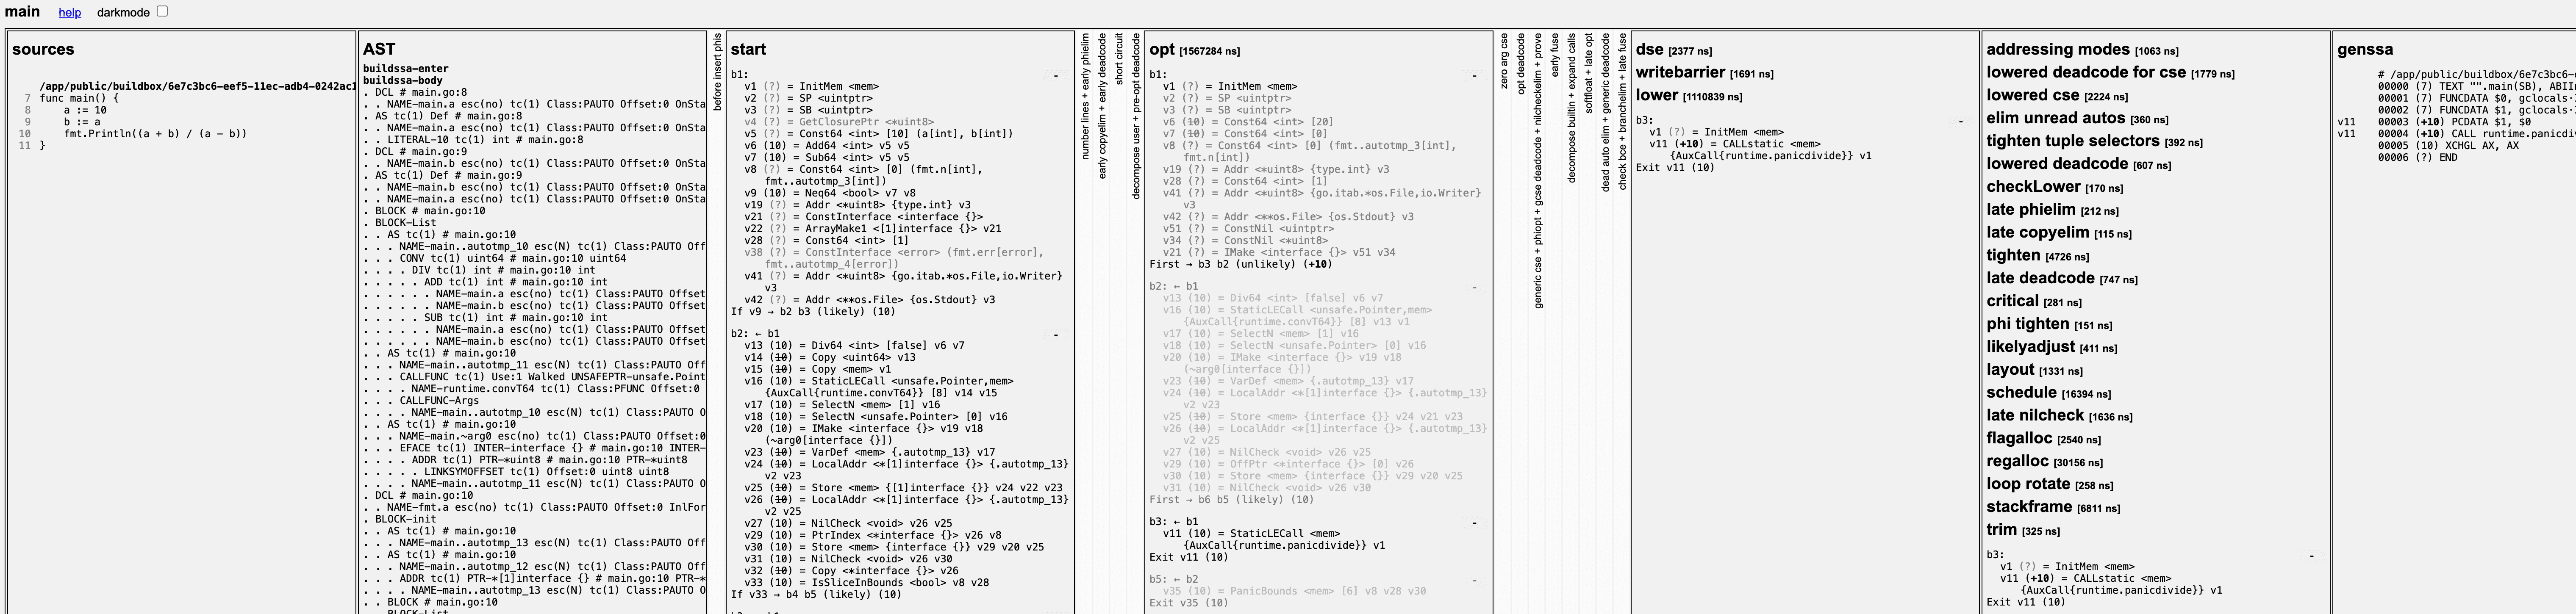 main help darkmode
sources
/app/public/buildbox/6e7c3bc6-eef5-11ec-adb4-0242ac1
7 func main() {
8 a := 10
9 b := a
10 fmt.Println((a + b) / (a - b))
11 }
AST
buildssa-enter
buildssa-body
. DCL # main.go:8
. . NAME-main.a esc(no) tc(1) Class:PAUTO Offset:0 OnSta
. AS tc(1) Def # main.go:8
. . NAME-main.a esc(no) tc(1) Class:PAUTO Offset:0 OnSta
. . LITERAL-10 tc(1) int # main.go:8
. DCL # main.go:9
. . NAME-main.b esc(no) tc(1) Class:PAUTO Offset:0 OnSta
. AS tc(1) Def # main.go:9
. . NAME-main.b esc(no) tc(1) Class:PAUTO Offset:0 OnSta
. . NAME-main.a esc(no) tc(1) Class:PAUTO Offset:0 OnSta
. BLOCK # main.go:10
. BLOCK-List
. . AS tc(1) # main.go:10
. . . NAME-main..autotmp_10 esc(N) tc(1) Class:PAUTO Off
. . . CONV tc(1) uint64 # main.go:10 uint64
. . . . DIV tc(1) int # main.go:10 int
. . . . . ADD tc(1) int # main.go:10 int
. . . . . . NAME-main.a esc(no) tc(1) Class:PAUTO Offset
. . . . . . NAME-main.b esc(no) tc(1) Class:PAUTO Offset
. . . . . SUB tc(1) int # main.go:10 int
. . . . . . NAME-main.a esc(no) tc(1) Class:PAUTO Offset
. . . . . . NAME-main.b esc(no) tc(1) Class:PAUTO Offset
. . AS tc(1) # main.go:10
. . . NAME-main..autotmp_11 esc(N) tc(1) Class:PAUTO Off
. . . CALLFUNC tc(1) Use:1 Walked UNSAFEPTR-unsafe.Point
. . . . NAME-runtime.convT64 tc(1) Class:PFUNC Offset:0
. . . CALLFUNC-Args
. . . . NAME-main..autotmp_10 esc(N) tc(1) Class:PAUTO O
. . AS tc(1) # main.go:10
. . . NAME-main.~arg0 esc(no) tc(1) Class:PAUTO Offset:0
. . . EFACE tc(1) INTER-interface {} # main.go:10 INTER-
. . . . ADDR tc(1) PTR-*uint8 # main.go:10 PTR-*uint8
. . . . . LINKSYMOFFSET tc(1) Offset:0 uint8 uint8
. . . . NAME-main..autotmp_11 esc(N) tc(1) Class:PAUTO O
. . DCL # main.go:10
. . . NAME-fmt.a esc(no) tc(1) Class:PAUTO Offset:0 InlFor
. BLOCK-init
. . AS tc(1) # main.go:10
. . . NAME-main..autotmp_13 esc(N) tc(1) Class:PAUTO Off
. . AS tc(1) # main.go:10
. . . NAME-main..autotmp_12 esc(N) tc(1) Class:PAUTO Off
. . . ADDR tc(1) PTR-*[1]interface {} # main.go:10 PTR-*
. . . . NAME-main..autotmp_13 esc(N) tc(1) Class:PAUTO O
. . BLOCK # main.go:10
. . BLOCK-List
before insert phis
start
b1: -
v1 (?) = InitMem <mem>
v2 (?) = SP <uintptr>
v3 (?) = SB <uintptr>
v4 (?) = GetClosurePtr <*uint8>
v5 (?) = Const64 <int> [10] (a[int], b[int])
v6 (10) = Add64 <int> v5 v5
v7 (10) = Sub64 <int> v5 v5
v8 (?) = Const64 <int> [0] (fmt.n[int],
fmt..autotmp_3[int])
v9 (10) = Neq64 <bool> v7 v8
v19 (?) = Addr <*uint8> {type.int} v3
v21 (?) = ConstInterface <interface {}>
v22 (?) = ArrayMake1 <[1]interface {}> v21
v28 (?) = Const64 <int> [1]
v38 (?) = ConstInterface <error> (fmt.err[error],
fmt..autotmp_4[error])
v41 (?) = Addr <*uint8> {go.itab.*os.File,io.Writer}
v3
v42 (?) = Addr <**os.File> {os.Stdout} v3
If v9 → b2 b3 (likely) (10)
b2: ← b1 -
v13 (10) = Div64 <int> [false] v6 v7
v14 (10) = Copy <uint64> v13
v15 (10) = Copy <mem> v1
v16 (10) = StaticLECall <unsafe.Pointer,mem>
{AuxCall{runtime.convT64}} [8] v14 v15
v17 (10) = SelectN <mem> [1] v16
v18 (10) = SelectN <unsafe.Pointer> [0] v16
v20 (10) = IMake <interface {}> v19 v18
(~arg0[interface {}])
v23 (10) = VarDef <mem> {.autotmp_13} v17
v24 (10) = LocalAddr <*[1]interface {}> {.autotmp_13}
v2 v23
v25 (10) = Store <mem> {[1]interface {}} v24 v22 v23
v26 (10) = LocalAddr <*[1]interface {}> {.autotmp_13}
v2 v25
v27 (10) = NilCheck <void> v26 v25
v29 (10) = PtrIndex <*interface {}> v26 v8
v30 (10) = Store <mem> {interface {}} v29 v20 v25
v31 (10) = NilCheck <void> v26 v30
v32 (10) = Copy <*interface {}> v26
v33 (10) = IsSliceInBounds <bool> v8 v28
If v33 → b4 b5 (likely) (10)
number lines + early phielim
early copyelim + early deadcode
short circuit
decompose user + pre-opt deadcode
opt [1567284 ns]
b1: -
v1 (?) = InitMem <mem>
v2 (?) = SP <uintptr>
v3 (?) = SB <uintptr>
v6 (10) = Const64 <int> [20]
v7 (10) = Const64 <int> [0]
v8 (?) = Const64 <int> [0] (fmt..autotmp_3[int],
fmt.n[int])
v19 (?) = Addr <*uint8> {type.int} v3
v28 (?) = Const64 <int> [1]
v41 (?) = Addr <*uint8> {go.itab.*os.File,io.Writer}
v3
v42 (?) = Addr <**os.File> {os.Stdout} v3
v51 (?) = ConstNil <uintptr>
v34 (?) = ConstNil <*uint8>
v21 (?) = IMake <interface {}> v51 v34
First → b3 b2 (unlikely) (+10)
b2: ← b1 -
v13 (10) = Div64 <int> [false] v6 v7
v16 (10) = StaticLECall <unsafe.Pointer,mem>
{AuxCall{runtime.convT64}} [8] v13 v1
v17 (10) = SelectN <mem> [1] v16
v18 (10) = SelectN <unsafe.Pointer> [0] v16
v20 (10) = IMake <interface {}> v19 v18
(~arg0[interface {}])
v23 (10) = VarDef <mem> {.autotmp_13} v17
v24 (10) = LocalAddr <*[1]interface {}> {.autotmp_13}
v2 v23
v25 (10) = Store <mem> {interface {}} v24 v21 v23
v26 (10) = LocalAddr <*[1]interface {}> {.autotmp_13}
v2 v25
v27 (10) = NilCheck <void> v26 v25
v29 (10) = OffPtr <*interface {}> [0] v26
v30 (10) = Store <mem> {interface {}} v29 v20 v25
v31 (10) = NilCheck <void> v26 v30
First → b6 b5 (likely) (10)
b3: ← b1 -
v11 (10) = StaticLECall <mem>
{AuxCall{runtime.panicdivide}} v1
Exit v11 (10)
b5: ← b2 -
v35 (10) = PanicBounds <mem> [6] v8 v28 v30
Exit v35 (10)
zero arg cse
opt deadcode
generic cse + phiopt + gcse deadcode + nilcheckelim + prove
early fuse
decompose builtin + expand calls
softfloat + late opt
dead auto elim + generic deadcode
check bce + branchelim + late fuse
dse [2377 ns]
writebarrier [1691 ns]
lower [1110839 ns]
b3: -
v1 (?) = InitMem <mem>
v11 (+10) = CALLstatic <mem>
{AuxCall{runtime.panicdivide}} v1
Exit v11 (10)
addressing modes [1063 ns]
lowered deadcode for cse [1779 ns]
lowered cse [2224 ns]
elim unread autos [360 ns]
tighten tuple selectors [392 ns]
lowered deadcode [607 ns]
checkLower [170 ns]
late phielim [212 ns]
late copyelim [115 ns]
tighten [4726 ns]
late deadcode [747 ns]
critical [281 ns]
phi tighten [151 ns]
likelyadjust [411 ns]
layout [1331 ns]
schedule [16394 ns]
late nilcheck [1636 ns]
flagalloc [2540 ns]
regalloc [30156 ns]
loop rotate [258 ns]
stackframe [6811 ns]
trim [325 ns]
b3: -
v1 (?) = InitMem <mem>
v11 (+10) = CALLstatic <mem>
{AuxCall{runtime.panicdivide}} v1
Exit v11 (10)
genssa
# /app/public/buildbox/6e7c3bc6-e
00000 (7) TEXT "".main(SB), ABIIn
00001 (7) FUNCDATA $0, gclocals·
00002 (7) FUNCDATA $1, gclocals·
v11 00003 (+10) PCDATA $1, $0
v11 00004 (+10) CALL runtime.panicdiv
00005 (10) XCHGL AX, AX
00006 (?) END